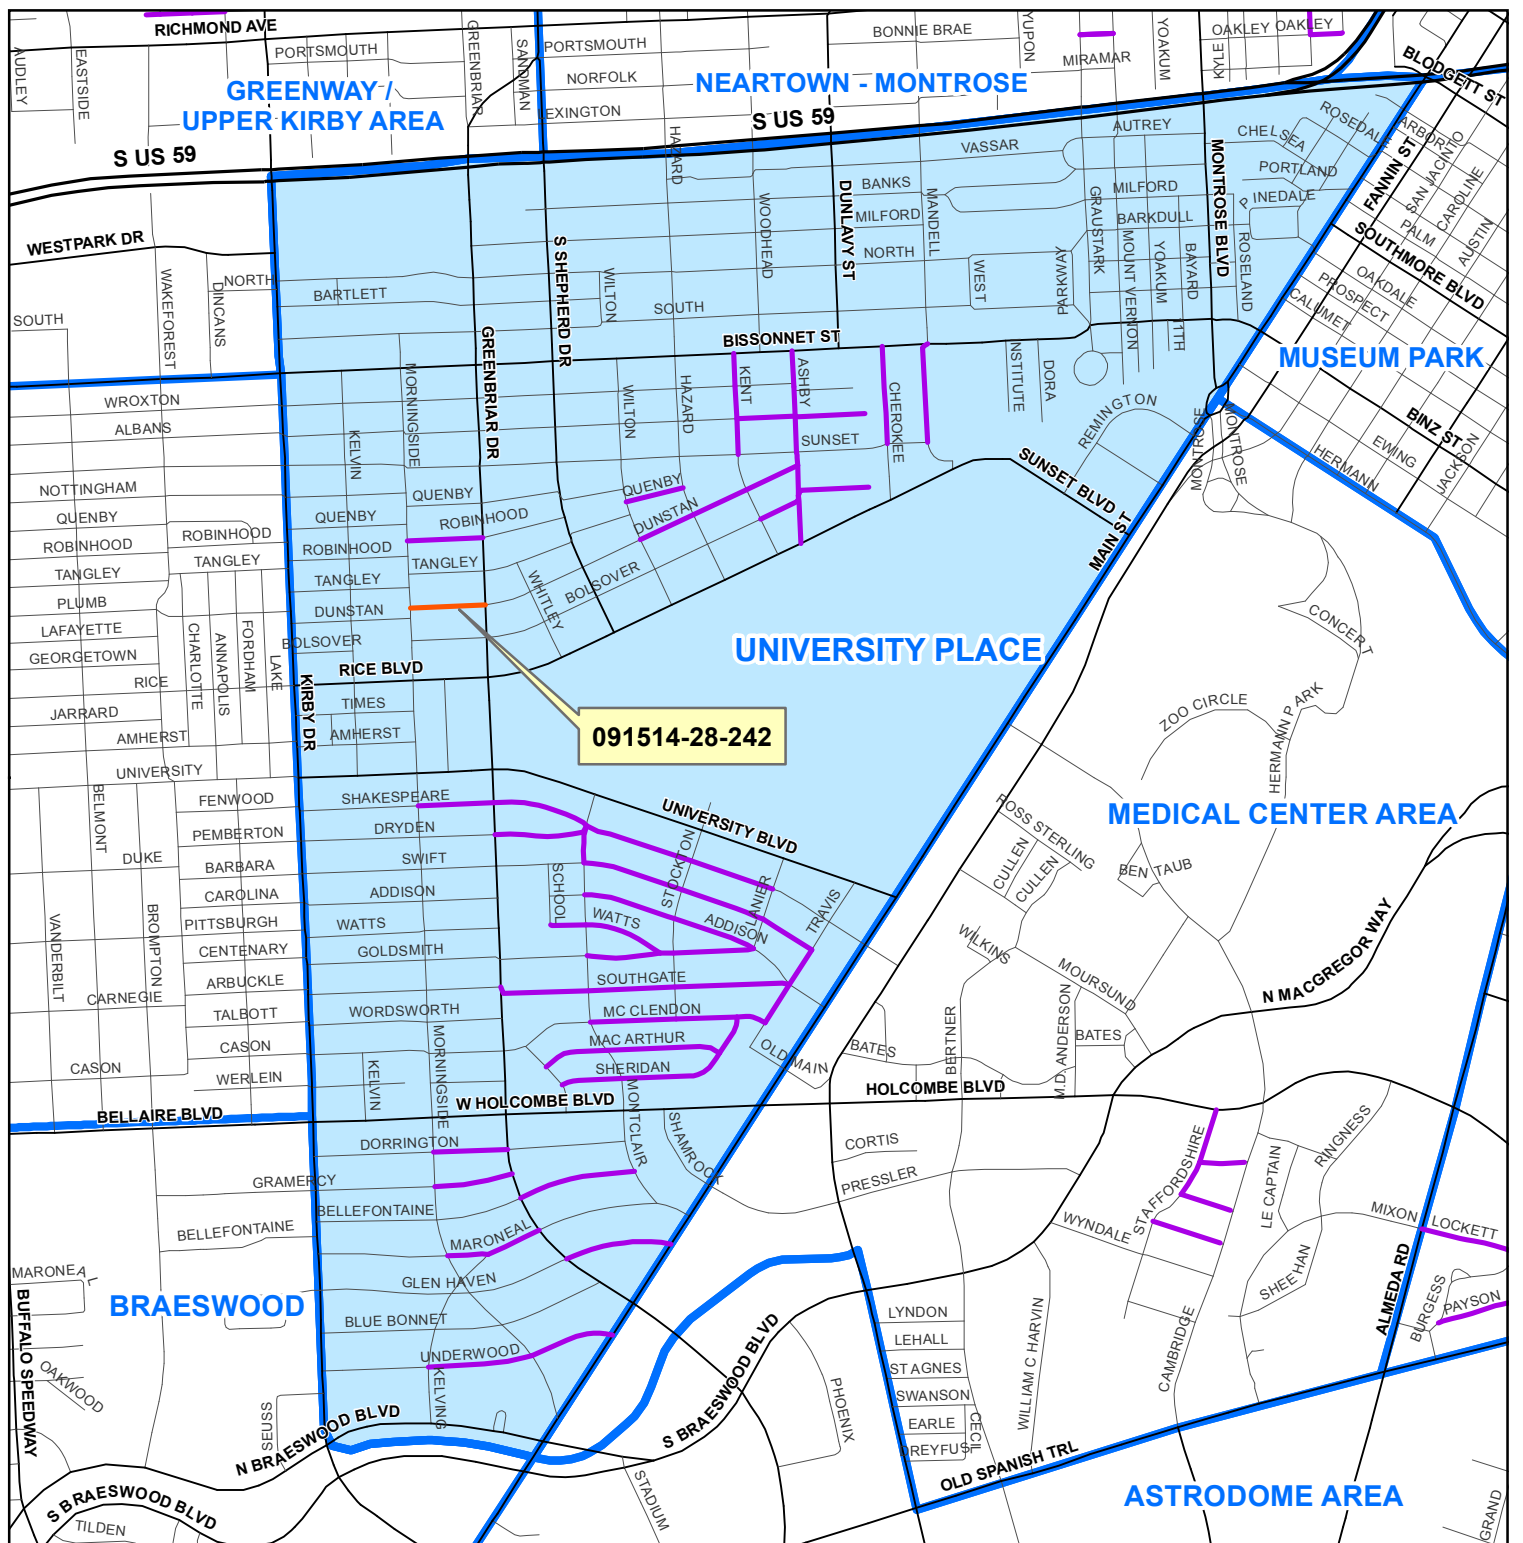 RICHMOND AVE
AUDLEY
EASTSIDE
PORTSMOUTH
GREENBRIAR
SANDMAN
PORTSMOUTH
NORFOLK
EXINGTON
BONNIE BRAE
YUPON
MIRAMAR
YOAKUM
KYLE
OAKLEY
OAKLEY
BLODGETT ST
GREENWAY /
UPPER KIRBY AREA
NEARTOWN - MONTROSE
S US 59
S US 59
HAZARD
VASSAR
AUTREY
CHELSEA
ROSEDALE
ARBOR
SAN JACINTO
CAROLINE
AUSTIN
FANNIN ST
PORTLAND
PINEDALE
PALM
SOUTHMORE BLVD
BANKS
MILFORD
MILFORD
BARKDULL
NORTH
DUNLAVY ST
MANDELL
WOODHEAD
GRAUSTARK
MOUNT VERNON
YOAKUM
BAYARD
MONTROSE BLVD
ROSELAND
WESTPARK DR
WAKEFOREST
DINCANS
NORTH
SOUTH
BARTLETT
S SHEPHERD DR
WILTON
SOUTH
WEST
PARKWAY
11TH
OAKDALE
PROSPECT
CALUMET
BISSONNET ST
GREENBRIAR DR
MUSEUM PARK
WROXTON
ALBANS
MORNINGSIDE
KELVIN
WILTON
HAZARD
KENT
ASHBY
CHEROKEE
NSTITUTE
DORA
REMINGTON
MONTROSE
MONTROSE
BINZ ST
EWING
HERMANN
JACKSON
SUNSET
SUNSET BLVD
MAIN ST
NOTTINGHAM
QUENBY
ROBINHOOD
TANGLEY
PLUMB
LAFAYETTE
GEORGETOWN
RICE
JARRARD
AMHERST
UNIVERSITY
ROBINHOOD
TANGLEY
CHARLOTTE
ANNAPOLIS
FORDHAM
LAKE
QUENBY
ROBINHOOD
TANGLEY
DUNSTAN
BOLSOVER
QUENBY
ROBINHOOD
TANGLEY
QUENBY
DUNSTAN
BOLSOVER
WHITLEY
RICE BLVD
KIRBY DR
TIMES
AMHERST
UNIVERSITY PLACE
091514-28-242
CONCERT
ZOO CIRCLE
HERMANN PARK
MEDICAL CENTER AREA
BELMONT
FENWOOD
PEMBERTON
DUKE
BARBARA
CAROLINA
PITTSBURGH
CENTENARY
ARBUCKLE
CARNEGIE
TALBOTT
CASON
CASON
WERLEIN
VANDERBILT
BROMPTON
SHAKESPEARE
DRYDEN
SWIFT
ADDISON
WATTS
GOLDSMITH
WORDSWORTH
MORNINGSIDE
KELVIN
UNIVERSITY BLVD
SCHOOL
STOCKTON
LANIER
TRAVIS
WATTS
ADDISON
SOUTHGATE
MC CLENDON
MAC ARTHUR
SHERIDAN
OLD MAIN
ROSS STERLING
CULLEN
CULLEN
BEN TAUB
WILKINS
MOURSUND
N MACGREGOR WAY
BERTNER
M.D. ANDERSON
BATES
BATES
BELLAIRE BLVD
W HOLCOMBE BLVD
HOLCOMBE BLVD
MONTCLAIR
SHAMROCK
DORRINGTON
GRAMERCY
BELLEFONTAINE
BELLEFONTAINE
MARONEAL
MARONEAL
GLEN HAVEN
BLUE BONNET
UNDERWOOD
KELVING
CORTIS
PRESSLER
STAFFORDSHIRE
WYNDALE
LE CAPTAIN
RINGNESS
SHEEHAN
MIXON
LOCKETT
ALMEDA RD
BURGESS
PAYSON
CAMBRIDGE
BRAESWOOD
BUFFALO SPEEDWAY
OAKWOOD
SEUSS
N BRAESWOOD BLVD
S BRAESWOOD BLVD
S BRAESWOOD BLVD
TILDEN
STADIUM
PHOENIX
LYNDON
LEHALL
ST AGNES
SWANSON
EARLE
DREYFUS
CECIL
WILLIAM C HARVIN
OLD SPANISH TRL
ASTRODOME AREA
GRAND